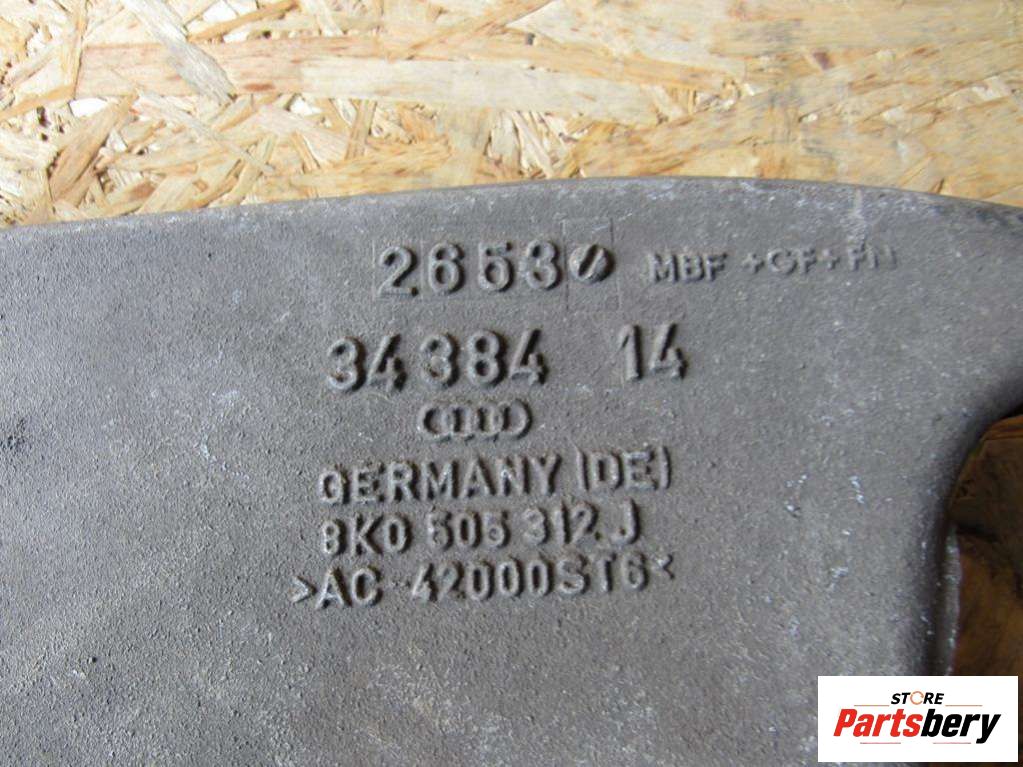 2653 MBF +GF+FN
34384 14
GERMANY (DE)
8K0 505 312 J
>AC-42000ST6<
STORE
Partsbery